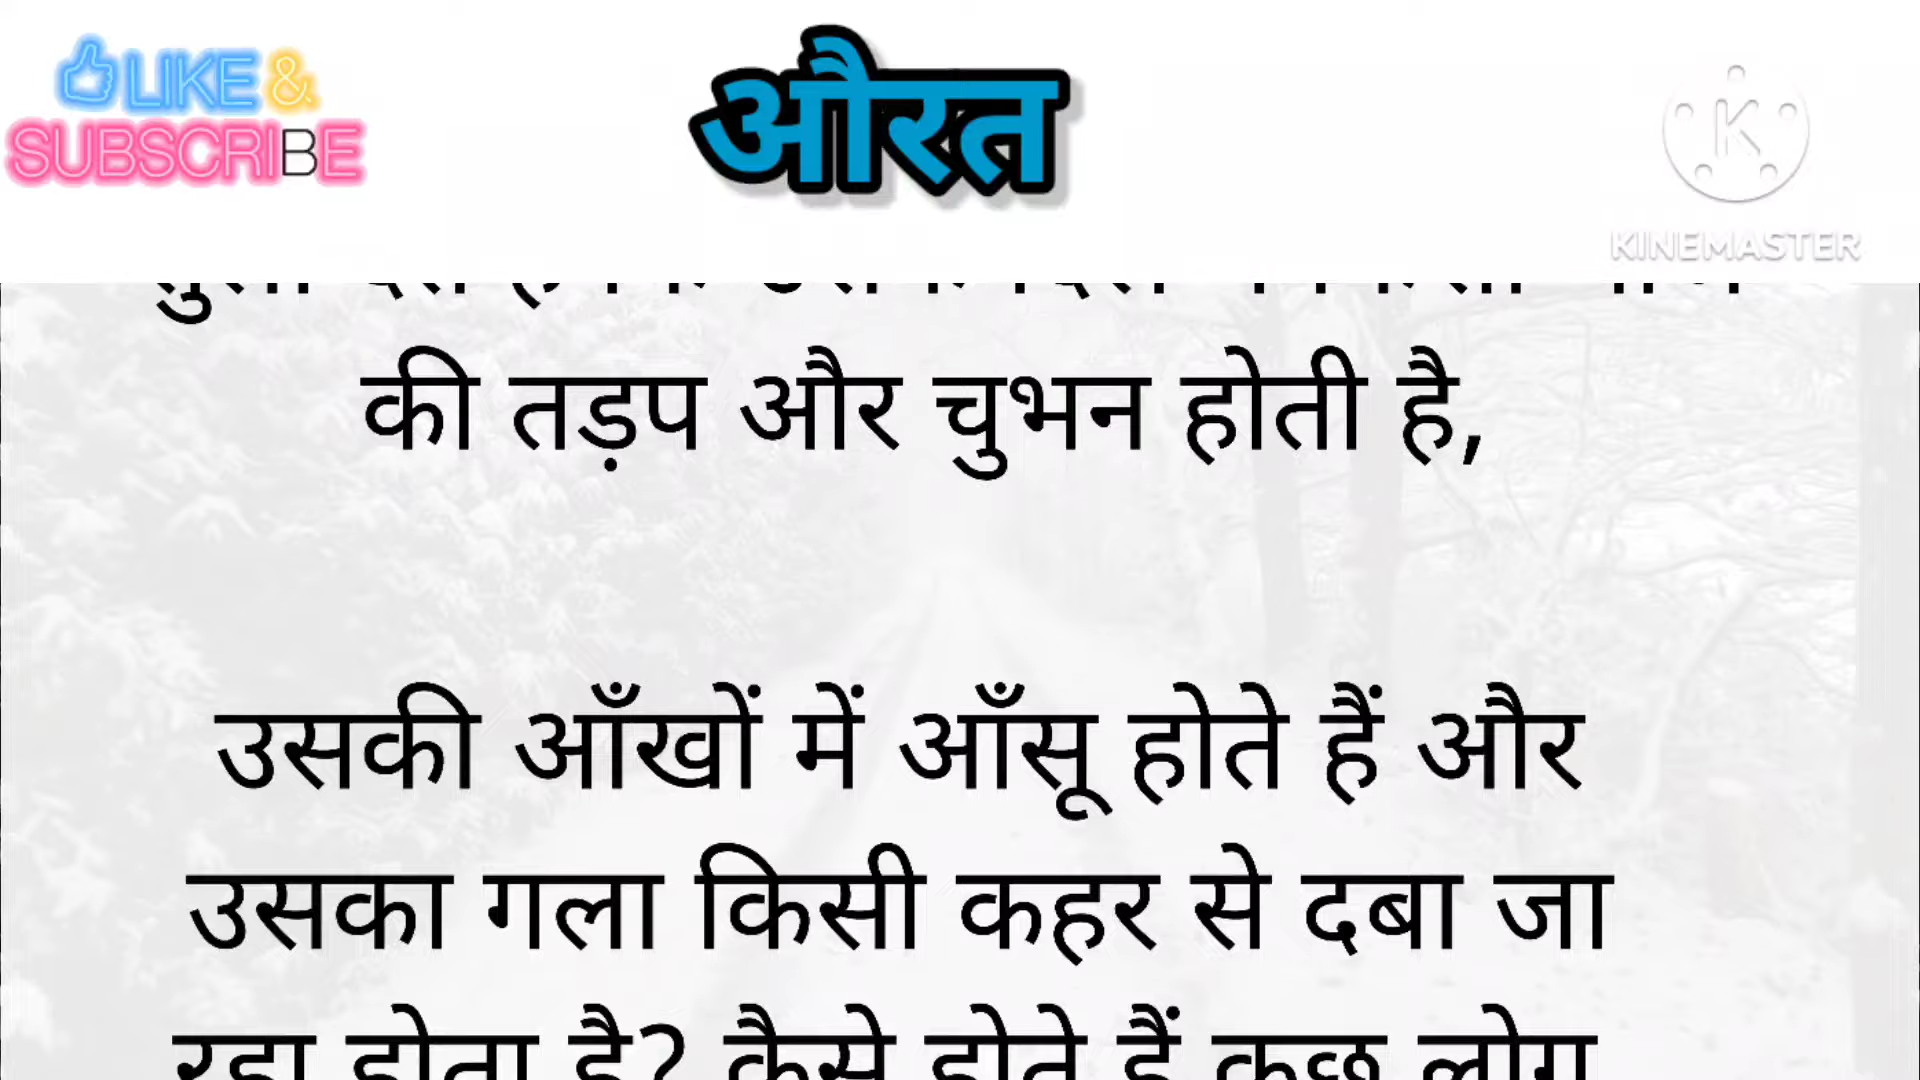 LIKE &
SUBSCRIBE
औरत
KINEMASTER
की तड़प और चुभन होती है,
उसकी आँखों में आँसू होते हैं और
उसका गला किसी कहर से दबा जा
रहा होता है? कैसे होते हैं कुछ लोग